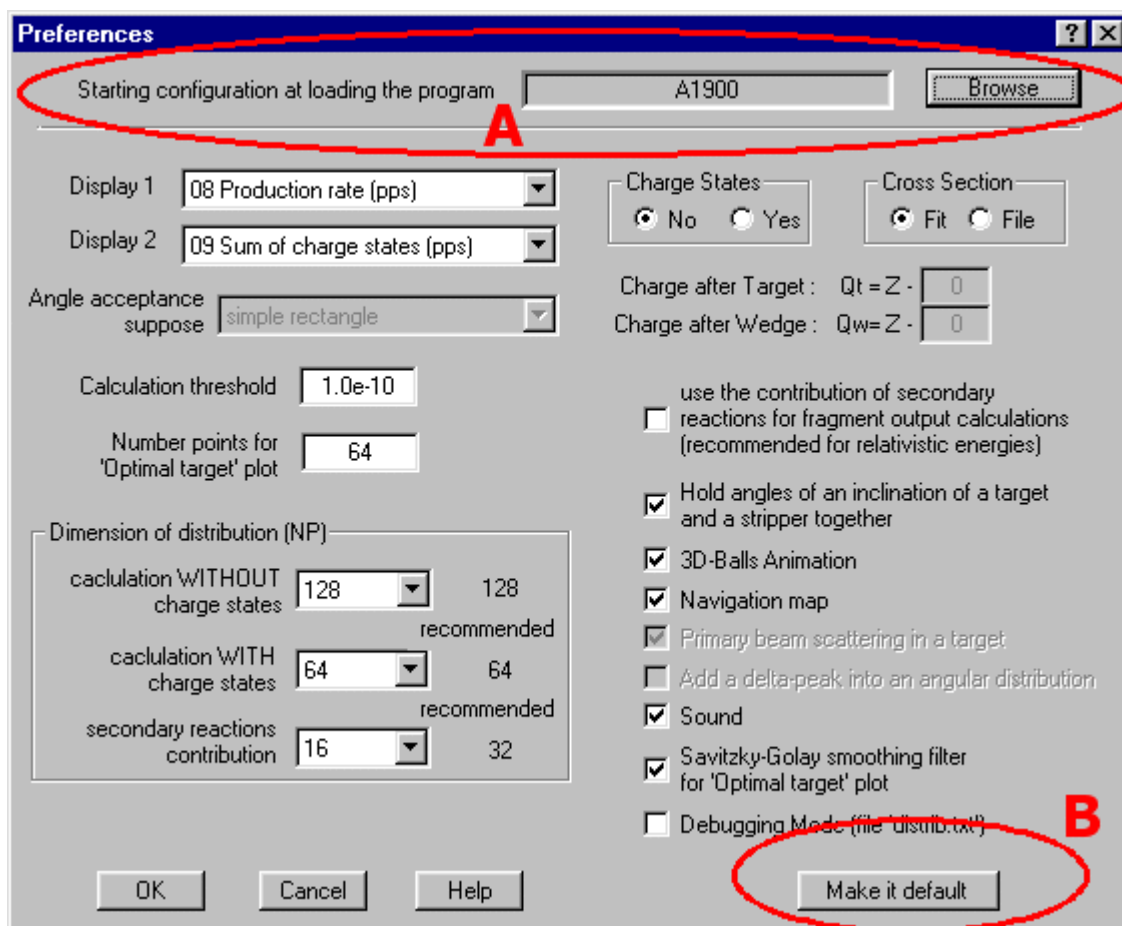 Preferences
Starting configuration at loading the program A1900 Browse
A
Display 1 08 Production rate (pps)
Display 2 09 Sum of charge states (pps)
Charge States
No Yes
Cross Section
Fit File
Angle acceptance
suppose simple rectangle
Charge after Target : Qt = Z - 0
Charge after Wedge : Qw= Z - 0
Calculation threshold 1.0e-10
Number points for
'Optimal target' plot 64
use the contribution of secondary
reactions for fragment output calculations
(recommended for relativistic energies)
Hold angles of an inclination of a target
and a stripper together
3D-Balls Animation
Navigation map
Primary beam scattering in a target
Add a delta-peak into an angular distribution
Sound
Savitzky-Golay smoothing filter
for 'Optimal target' plot
Debugging Mode (file 'distrib.txt')
Dimension of distribution (NP)
caclulation WITHOUT
charge states 128 128
recommended
caclulation WITH
charge states 64 64
recommended
secondary reactions
contribution 16 32
B
OK Cancel Help Make it default